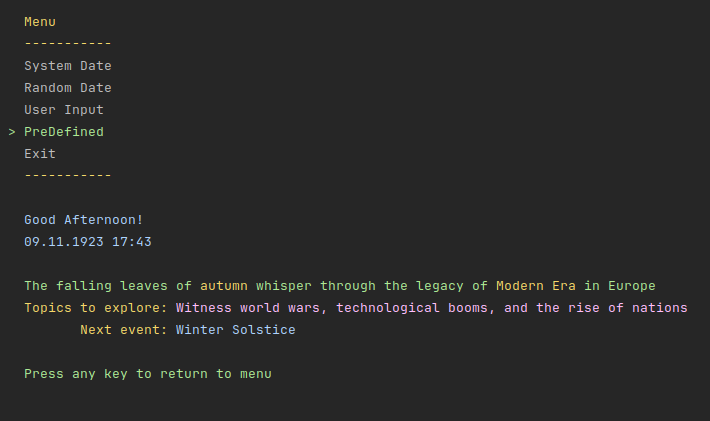 Menu
-----------
System Date
Random Date
User Input
> PreDefined
Exit
-----------
Good Afternoon!
09.11.1923 17:43
The falling leaves of autumn whisper through the legacy of Modern Era in Europe
Topics to explore: Witness world wars, technological booms, and the rise of nations
Next event: Winter Solstice
Press any key to return to menu